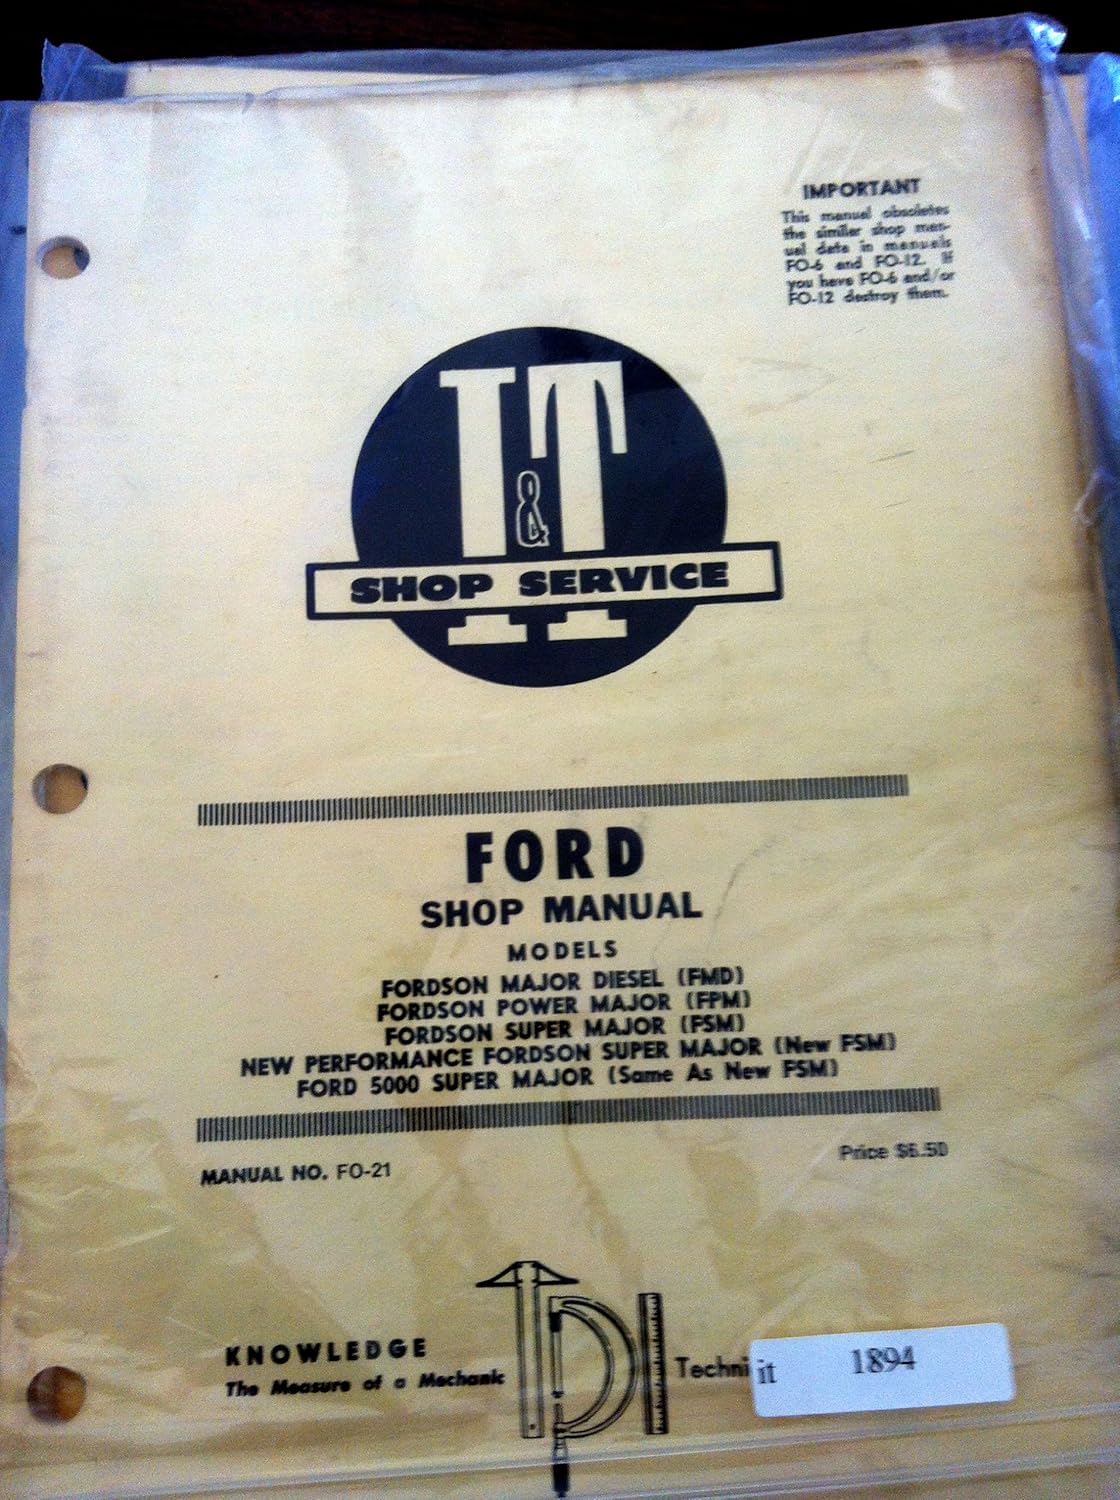 IMPORTANT
This manual obsoletes
the similar shop man-
ual data in manuals
FO-6 and FO-12. If
you have FO-6 and/or
FO-12 destroy them.
I&T
SHOP SERVICE
FORD
SHOP MANUAL
MODELS
FORDSON MAJOR DIESEL (FMD)
FORDSON POWER MAJOR (FPM)
FORDSON SUPER MAJOR (FSM)
NEW PERFORMANCE FORDSON SUPER MAJOR (New FSM)
FORD 5000 SUPER MAJOR (Same As New FSM)
MANUAL NO. FO-21
Price $6.50
KNOWLEDGE
The Measure of a Mechanic
TPI
Techni
it 1894